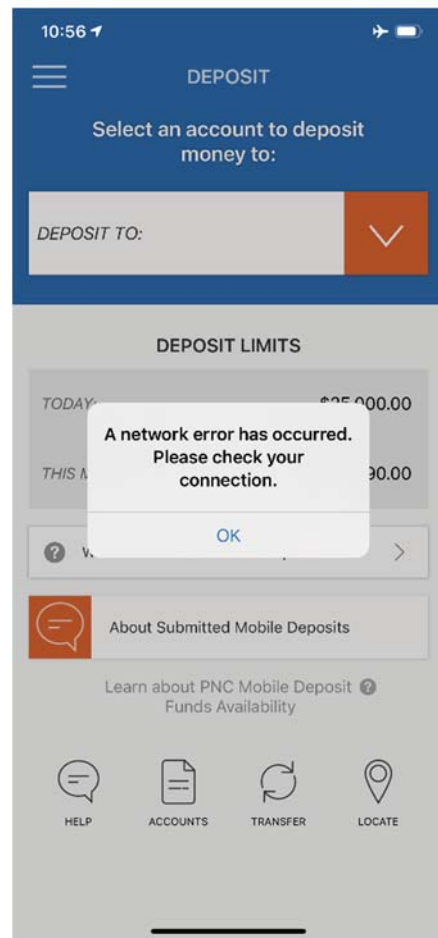 10:56
DEPOSIT
Select an account to deposit
money to:
DEPOSIT TO:
DEPOSIT LIMITS
TODAY:
A network error has occurred.
Please check your
connection.
OK
THIS
About Submitted Mobile Deposits
Learn about PNC Mobile Deposit ?
Funds Availability
HELP
ACCOUNTS
TRANSFER
LOCATE